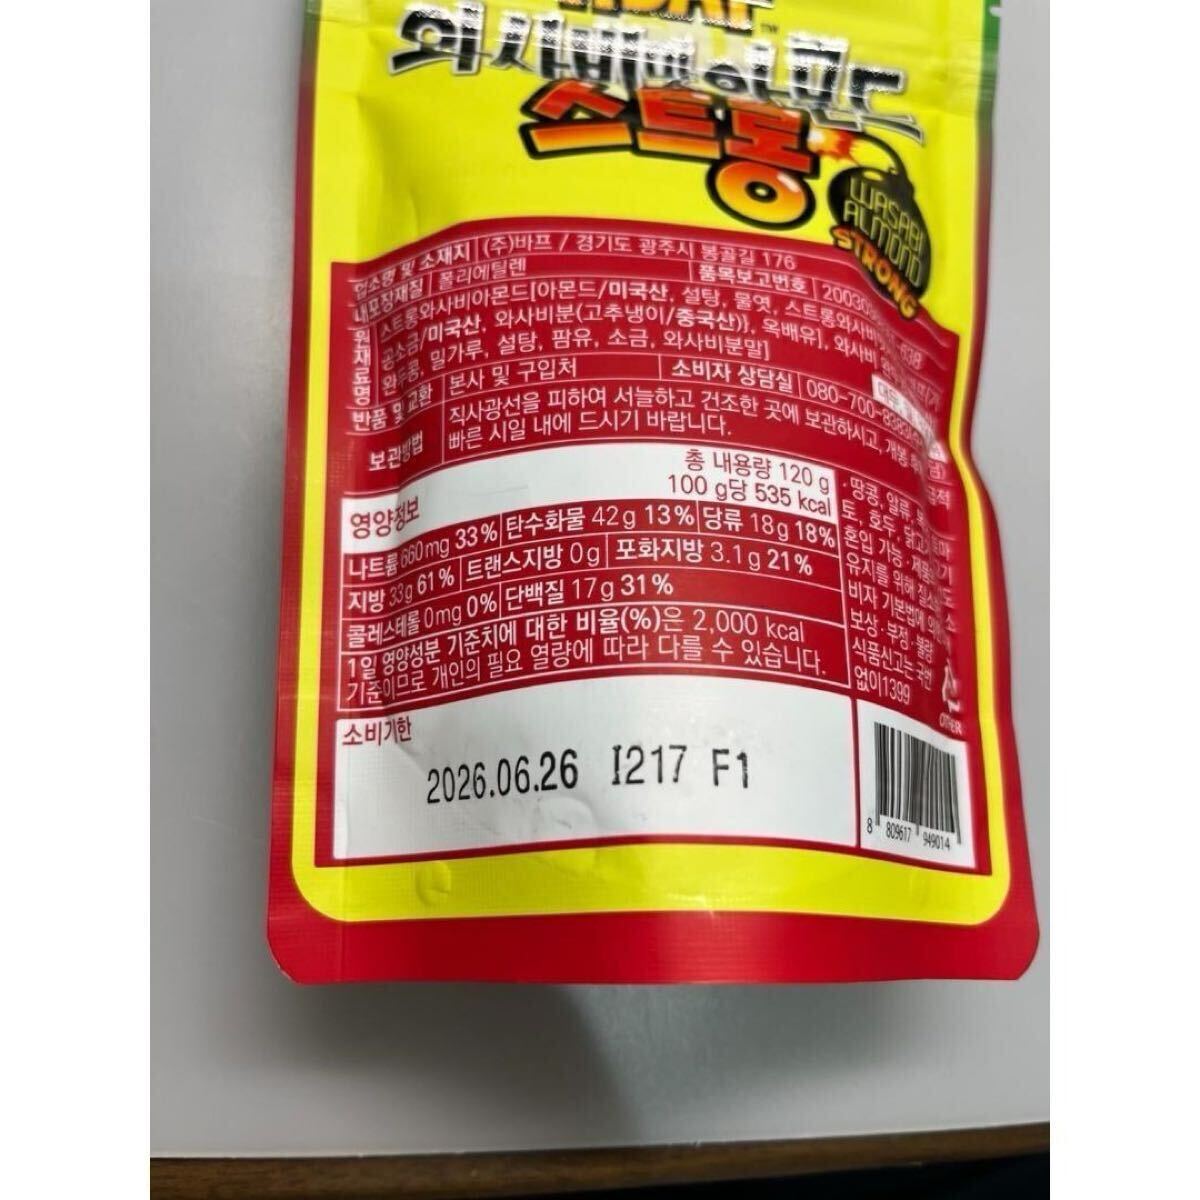 와사비맛아몬드
스트롱
WASABI
ALMOND
STRONG
업소명 및 소재지 (주)바프 / 경기도 광주시 봉골길 176
내포장재질 폴리에틸렌 품목보고번호
원재료명 스트롱와사비아몬드[아몬드/미국산, 설탕, 물엿,
공소금/미국산, 와사비분(고추냉이/중국산)}, 옥배유], 와사비
완두콩, 밀가루, 설탕, 팜유, 소금, 와사비분말]
반품 및 교환 본사 및 구입처 소비자 상담실
보관방법 직사광선을 피하여 서늘하고 건조한 곳에 보관하시고, 개봉
빠른 시일 내에 드시기 바랍니다.
영양정보
총 내용량 120 g
100 g당 535 kcal
나트륨 660mg 33% 탄수화물 42g 13% 당류 18g 18%
지방 33g 61% 트랜스지방 0g 포화지방 3.1g 21%
콜레스테롤 0mg 0% 단백질 17g 31%
1일 영양성분 기준치에 대한 비율(%)은 2,000 kcal
기준이므로 개인의 필요 열량에 따라 다를 수 있습니다.
·땅콩, 알류,
호두,
혼입 가능
유지를 위해
비자 기본법에
보상·부정·불량
식품신고는 국번
없이1399
OTHER
소비기한
2026.06.26 I217 F1
8 809617 949014